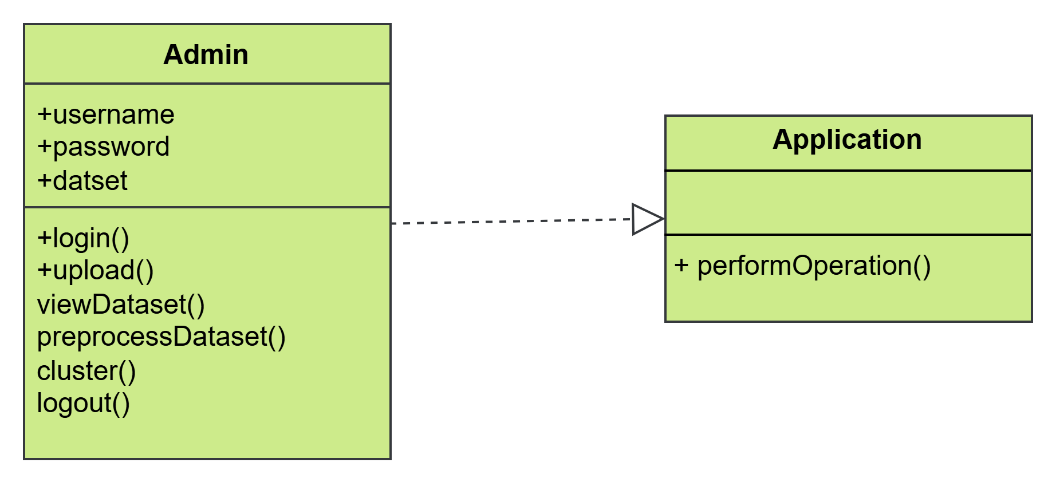 Admin
+username
+password
+datset
+login()
+upload()
viewDataset()
preprocessDataset()
cluster()
logout()
Application
+ performOperation()